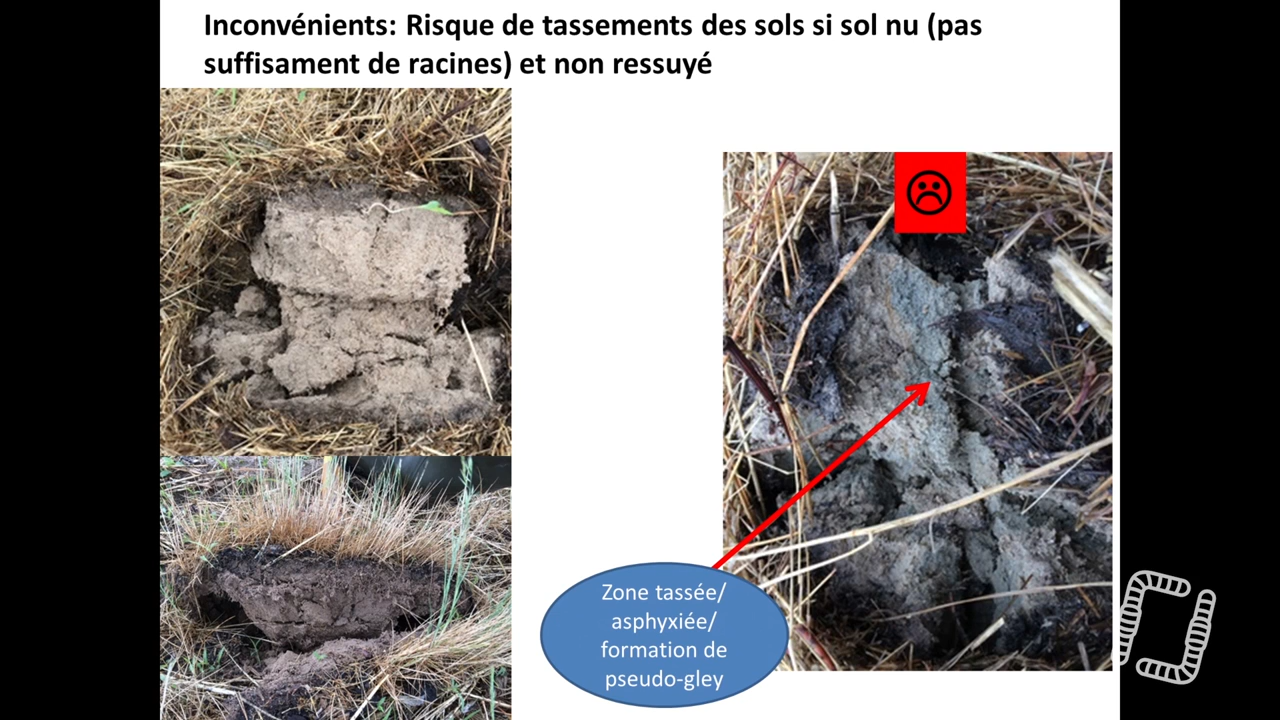 Inconvénients: Risque de tassements des sols si sol nu (pas
suffisament de racines) et non ressuyé
Zone tassée/
asphyxiée/
formation de
pseudo-gley